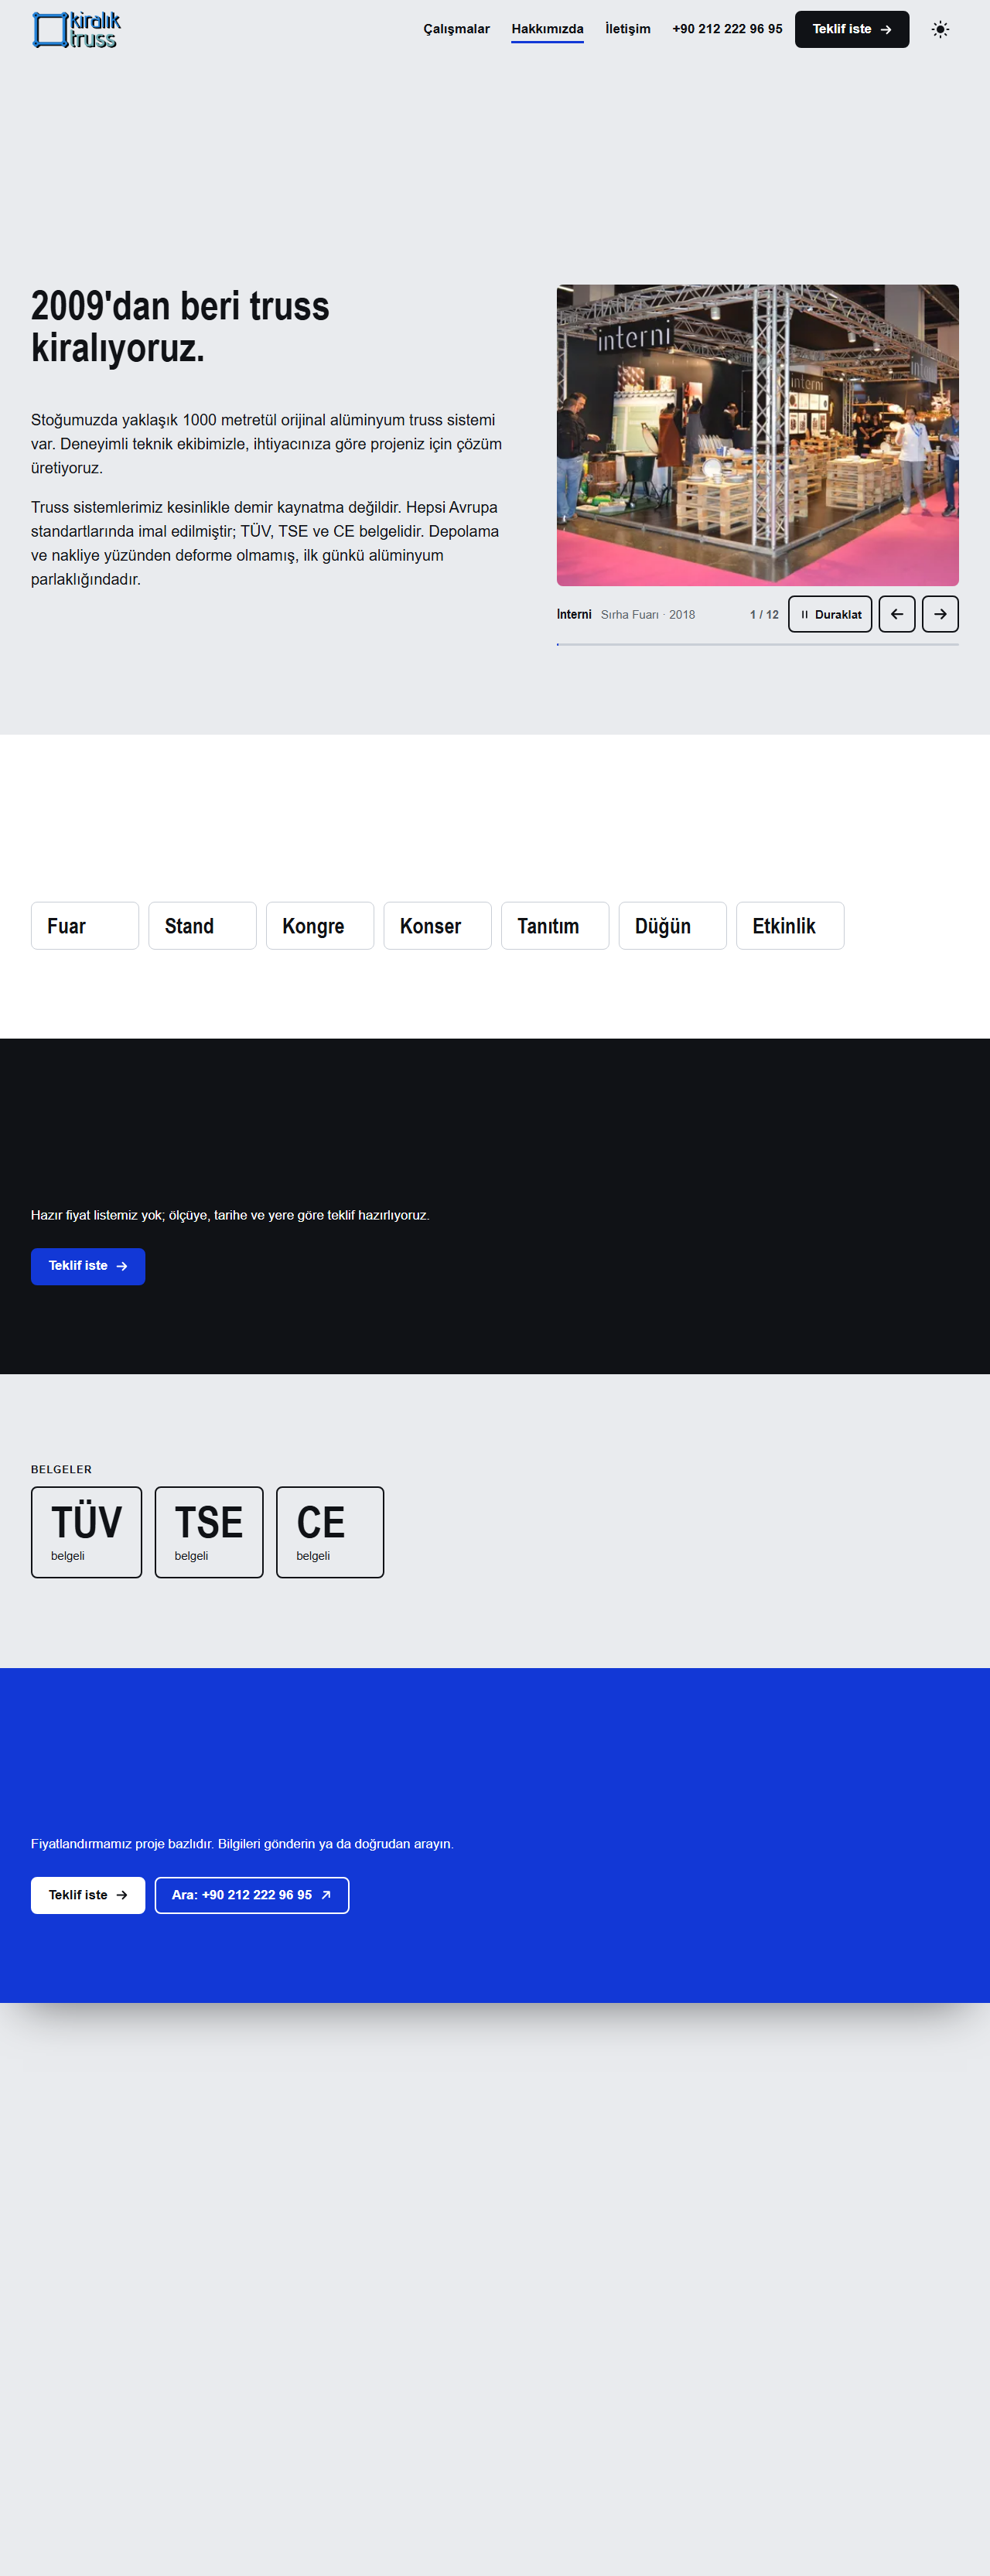 kiralık
truss
Çalışmalar Hakkımızda İletişim +90 212 222 96 95 Teklif iste
2009'dan beri truss
kiralıyoruz.
Stoğumuzda yaklaşık 1000 metretül orijinal alüminyum truss sistemi
var. Deneyimli teknik ekibimizle, ihtiyacınıza göre projeniz için çözüm
üretiyoruz.
Truss sistemlerimiz kesinlikle demir kaynatma değildir. Hepsi Avrupa
standartlarında imal edilmiştir; TÜV, TSE ve CE belgelidir. Depolama
ve nakliye yüzünden deforme olmamış, ilk günkü alüminyum
parlaklığındadır.
interni
interni
interni
İnterni Sırha Fuarı · 2018 1 / 12 Duraklat
Fuar Stand Kongre Konser Tanıtım Düğün Etkinlik
Hazır fiyat listemiz yok; ölçüye, tarihe ve yere göre teklif hazırlıyoruz.
Teklif iste
BELGELER
TÜV TSE CE
belgeli belgeli belgeli
Fiyatlandırmamız proje bazlıdır. Bilgileri gönderin ya da doğrudan arayın.
Teklif iste Ara: +90 212 222 96 95